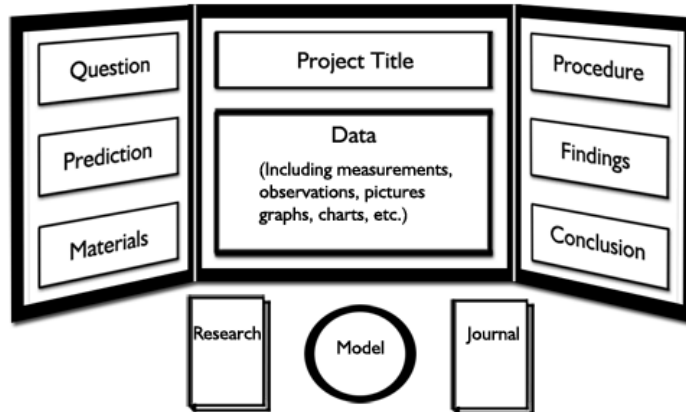 Question
Prediction
Materials
Project Title
Data
(Including measurements,
observations, pictures
graphs, charts, etc.)
Procedure
Findings
Conclusion
Research
Model
Journal